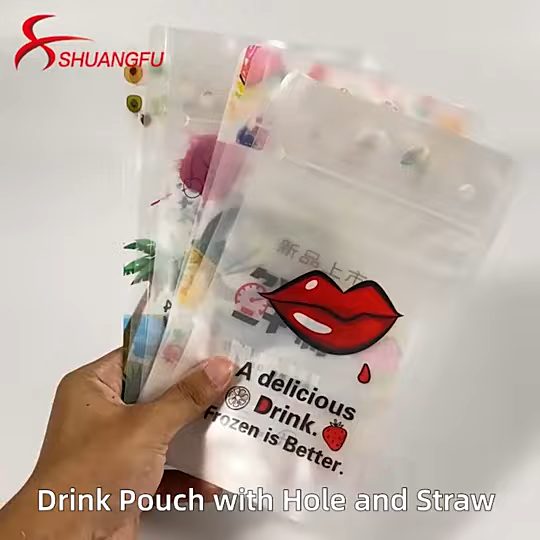 SHUANGFU
新品上市
A delicious
Drink.
Frozen is Better.
Drink Pouch with Hole and Straw